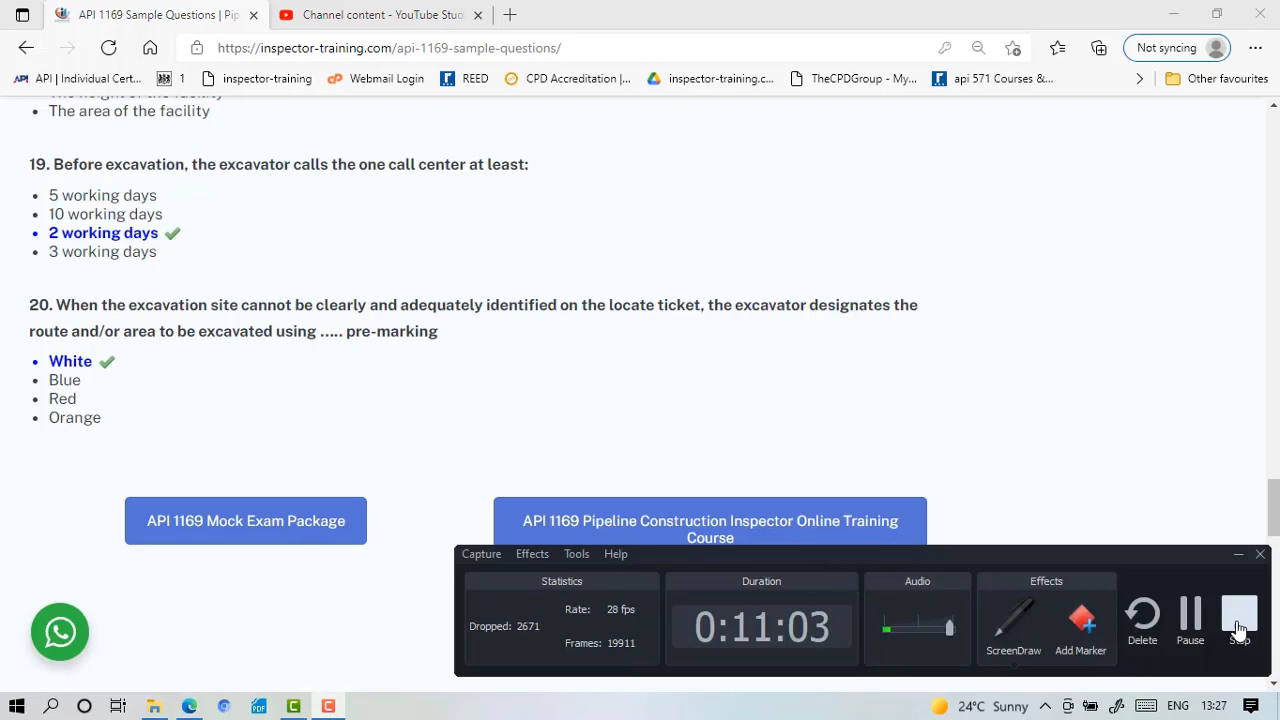 API 1169 Sample Questions | Pip
Channel content - YouTube Stud
https://inspector-training.com/api-1169-sample-questions/
Not syncing
API | Individual Cert...
1
inspector-training
Webmail Login
REED
CPD Accreditation |...
inspector-training.c...
TheCPDGroup - My...
api 571 Courses &...
Other favourites
The height of the facility
The area of the facility
19. Before excavation, the excavator calls the one call center at least:
5 working days
10 working days
2 working days
3 working days
20. When the excavation site cannot be clearly and adequately identified on the locate ticket, the excavator designates the
route and/or area to be excavated using ..... pre-marking
White
Blue
Red
Orange
API 1169 Mock Exam Package
API 1169 Pipeline Construction Inspector Online Training
Course
Capture Effects Tools Help
Statistics
Duration
Audio
Effects
Dropped: 2671
Rate: 28 fps
Frames: 19911
0:11:03
ScreenDraw
Add Marker
Delete
Pause
Stop
24°C Sunny
ENG
13:27